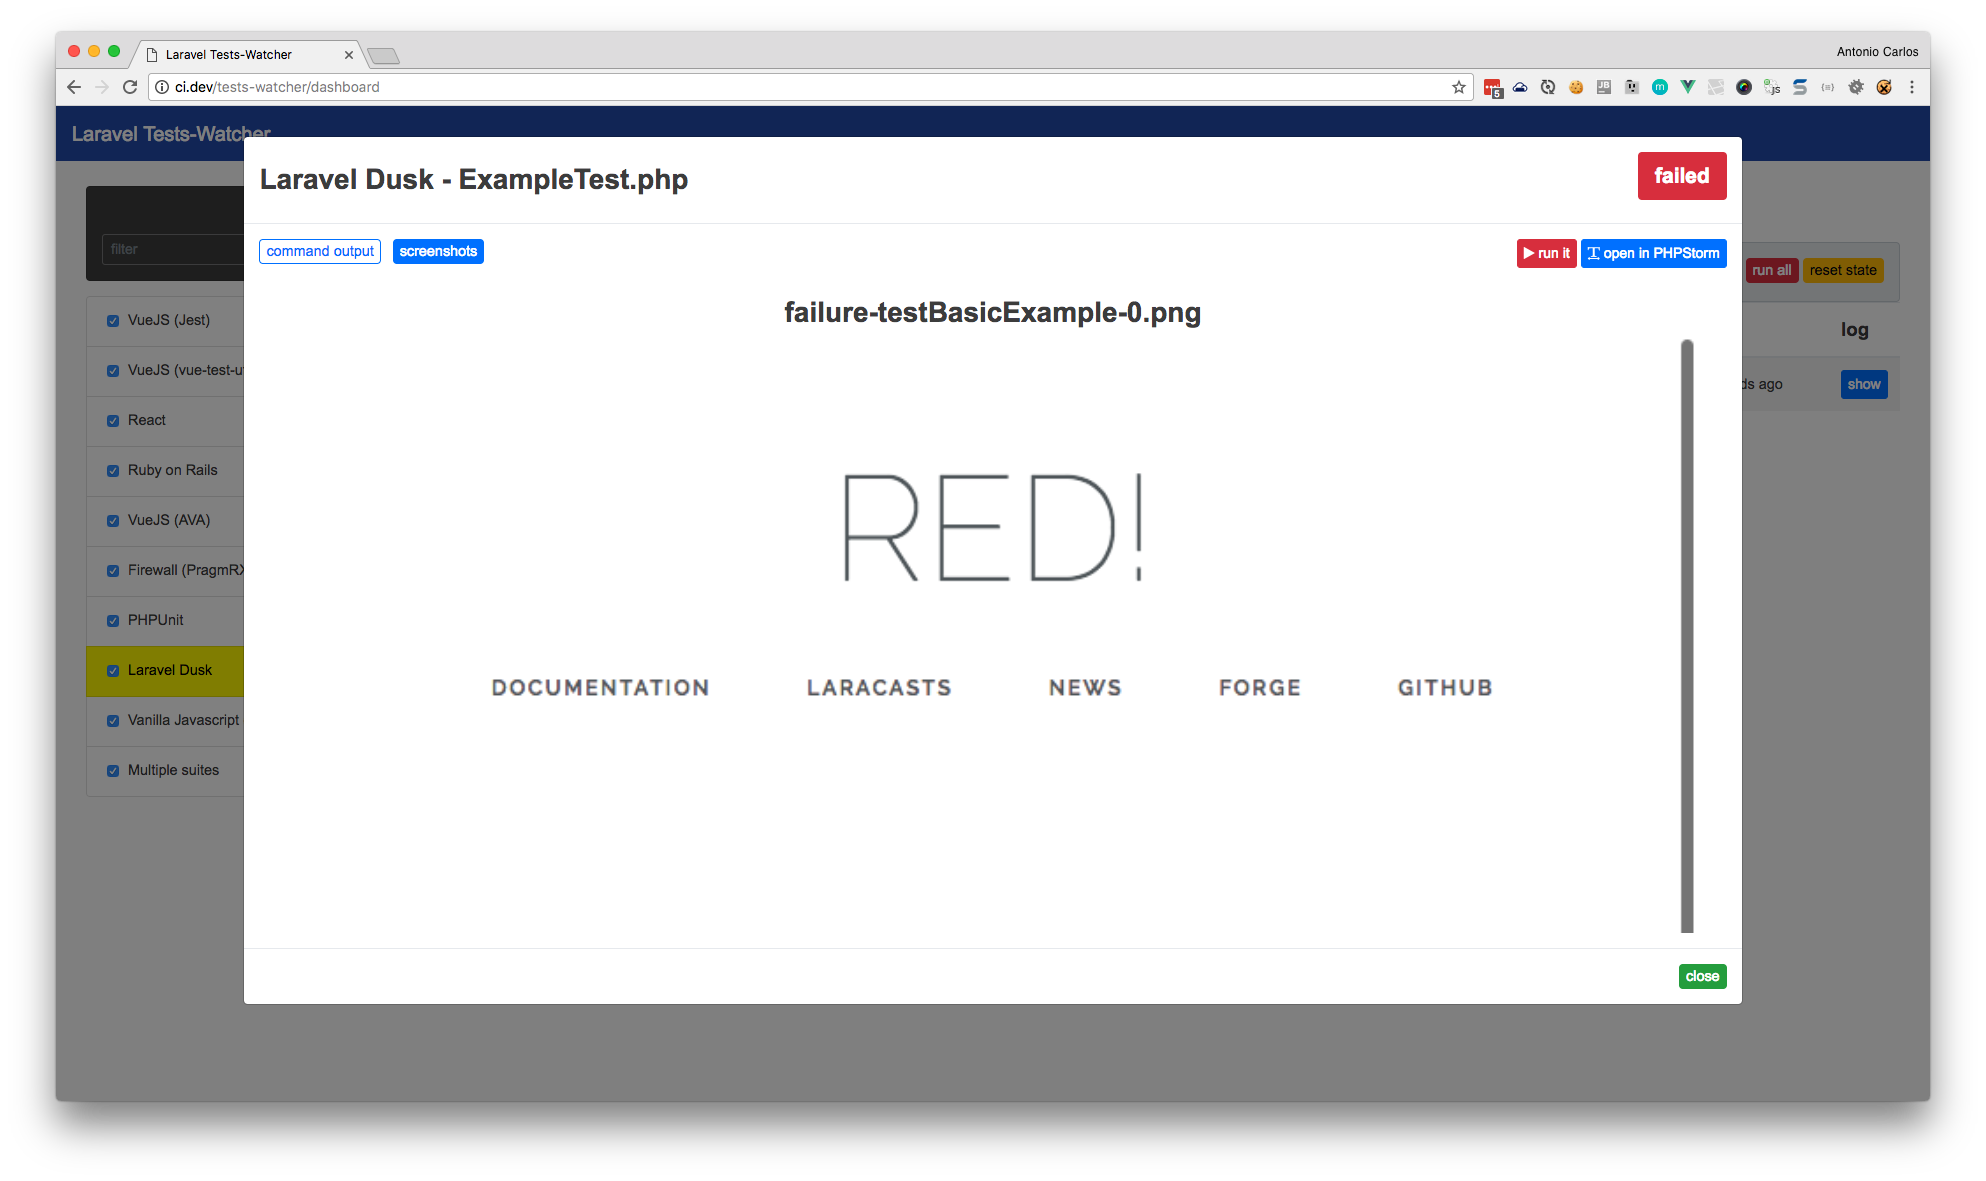 Laravel Tests-Watcher
Antonio Carlos
ci.dev/tests-watcher/dashboard
Laravel Tests-Watcher
Laravel Dusk - ExampleTest.php
failed
filter
command output
screenshots
run it
open in PHPStorm
run all
reset state
failure-testBasicExample-0.png
log
ds ago
show
VueJS (Jest)
VueJS (vue-test-u
React
Ruby on Rails
VueJS (AVA)
Firewall (PragmRX
PHPUnit
Laravel Dusk
Vanilla Javascript
Multiple suites
RED!
DOCUMENTATION
LARACASTS
NEWS
FORGE
GITHUB
close